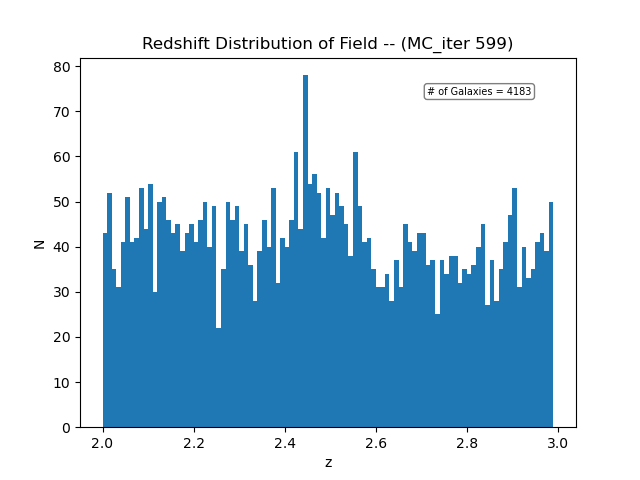 Redshift Distribution of Field -- (MC_iter 599)
# of Galaxies = 4183
80
70
60
50
40
30
20
10
0
N
2.0 2.2 2.4 2.6 2.8 3.0
z